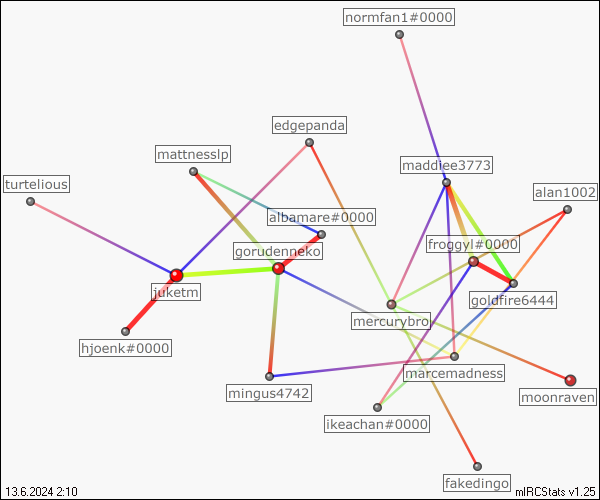 normfan1#0000
edgepanda
mattnesslp
maddiee3773
turtelious
alan1002
albamare#0000
gorudenneko
froggyl#0000
juketm
goldfire6444
mercurybro
hjoenk#0000
marcemadness
mingus4742
moonraven
ikeachan#0000
fakedingo
13.6.2024 2:10
mIRCStats v1.25